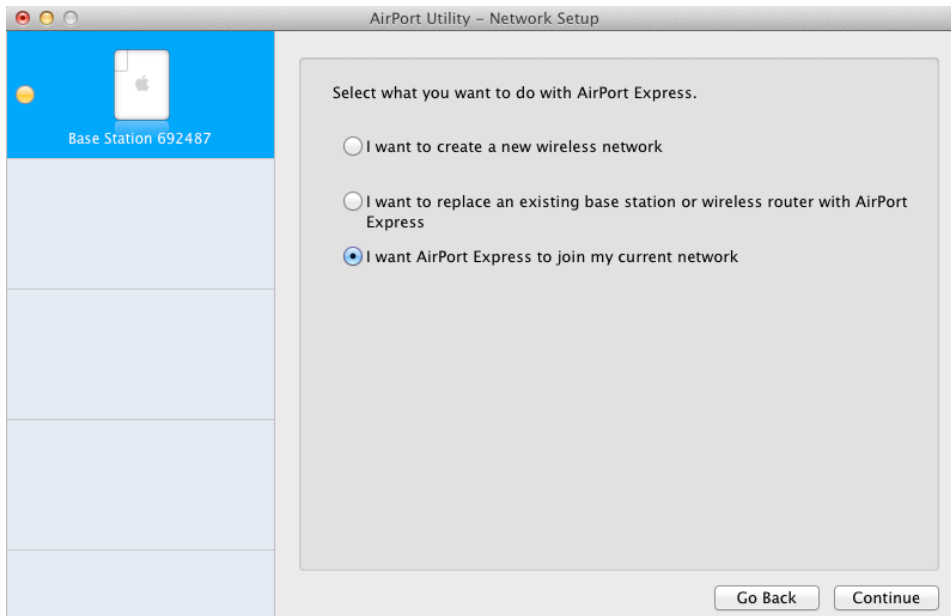 AirPort Utility – Network Setup
Base Station 692487
Select what you want to do with AirPort Express.
I want to create a new wireless network
I want to replace an existing base station or wireless router with AirPort
Express
I want AirPort Express to join my current network
Go Back
Continue